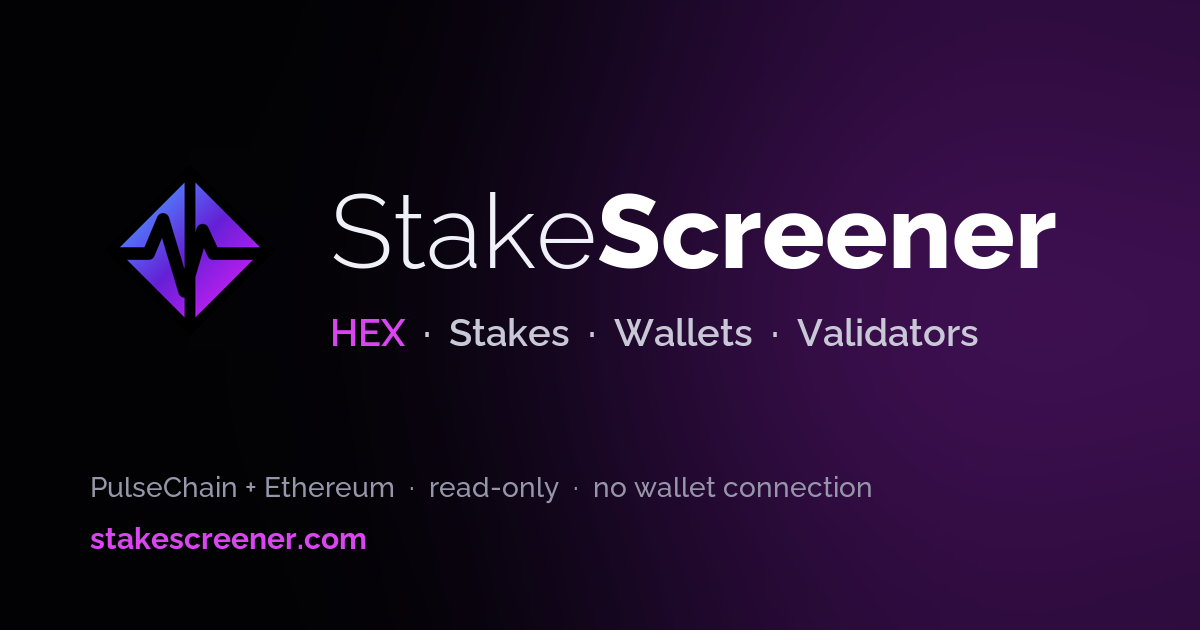 StakeScreener
HEX · Stakes · Wallets · Validators
PulseChain + Ethereum · read-only · no wallet connection
stakescreener.com